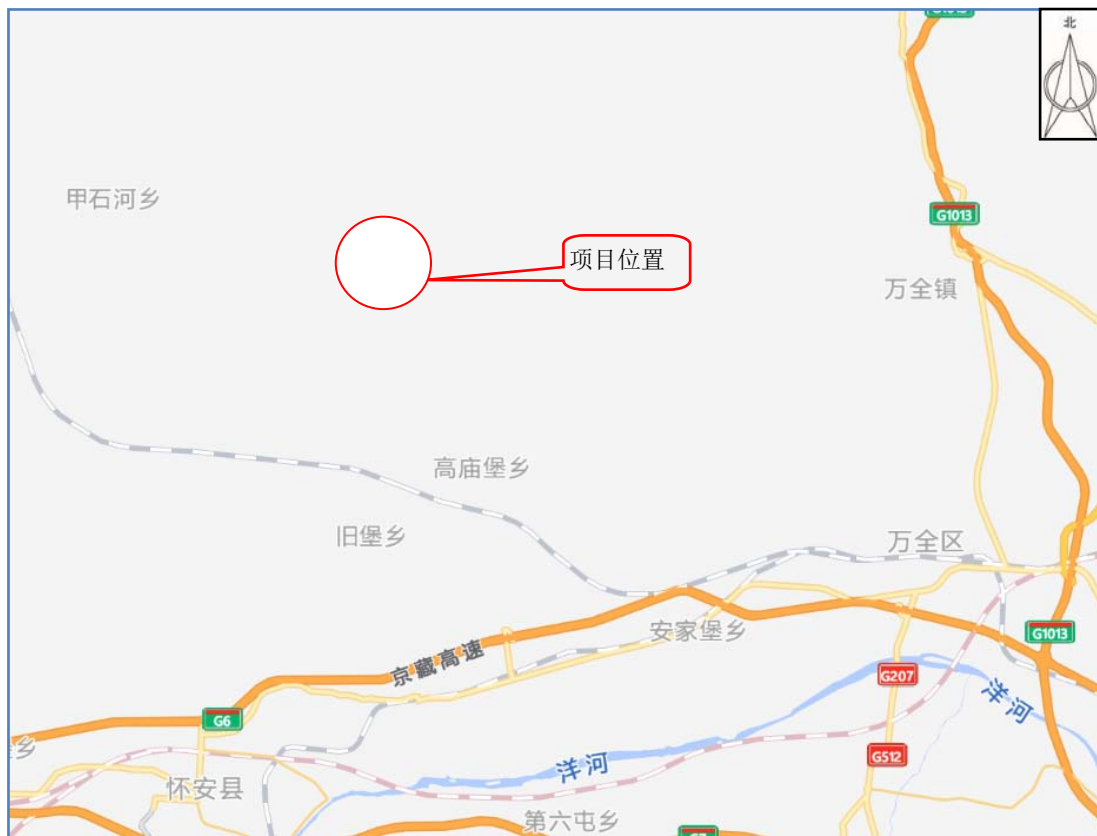 北
甲石河乡
G1013
项目位置
万全镇
高庙堡乡
旧堡乡
万全区
安家堡乡
G1013
京藏高速
G207
洋河
G6
乡
G512
洋河
怀安县
第六屯乡